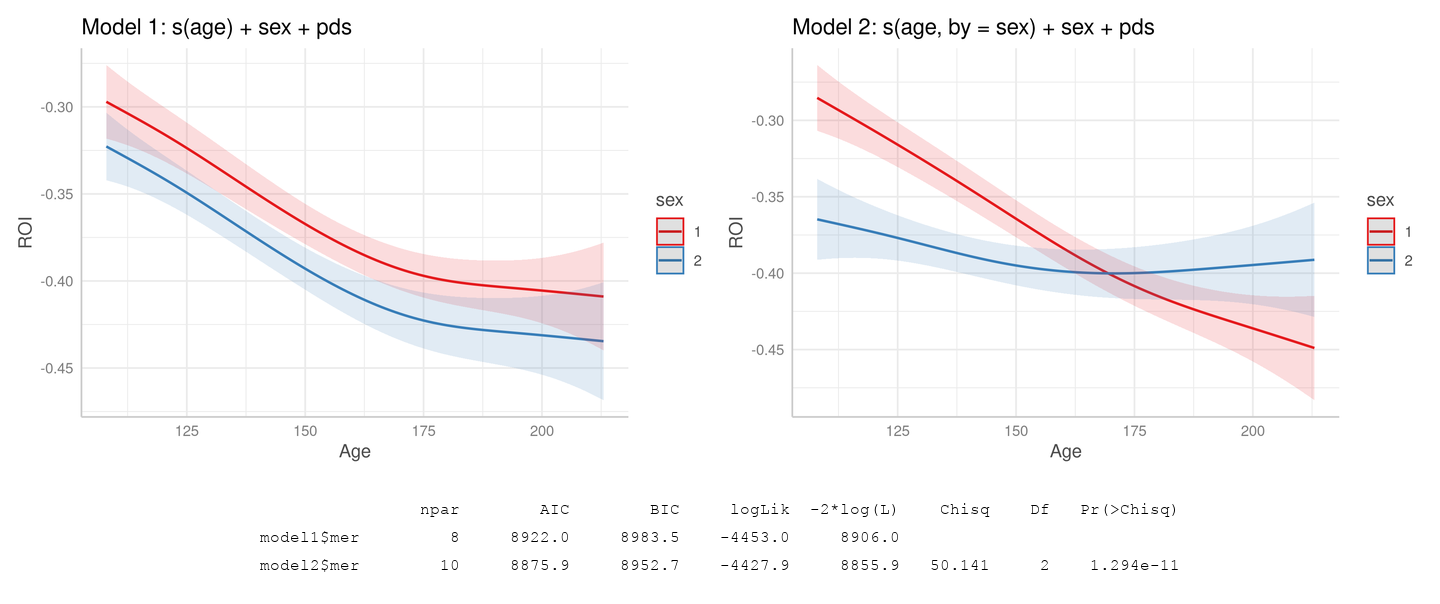 Model 1: s(age) + sex + pds
-0.30
-0.35
-0.40
-0.45
ROI
125 150 175 200
Age
sex
1
2
Model 2: s(age, by = sex) + sex + pds
-0.30
-0.35
-0.40
-0.45
ROI
125 150 175 200
Age
sex
1
2
npar AIC BIC logLik -2*log(L) Chisq Df Pr(>Chisq)
model1$mer 8 8922.0 8983.5 -4453.0 8906.0
model2$mer 10 8875.9 8952.7 -4427.9 8855.9 50.141 2 1.294e-11